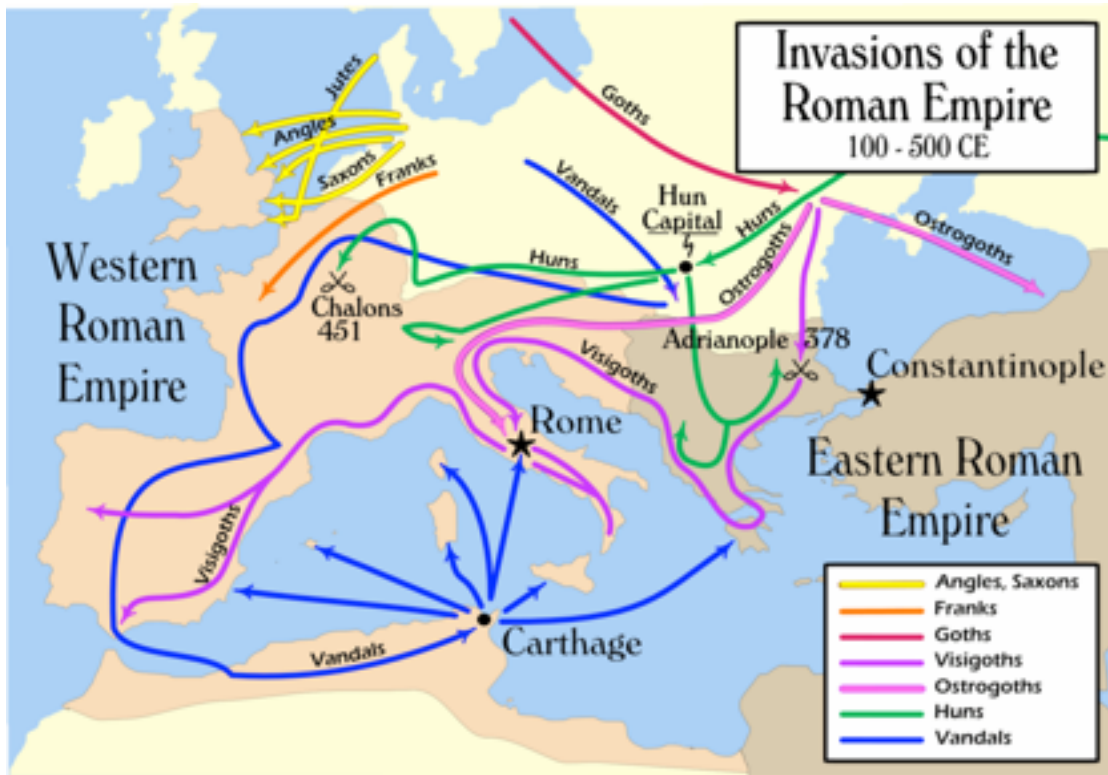 Invasions of the
Roman Empire
100 - 500 CE
Jutes
Angles
Saxons
Franks
Goths
Vandals
Hun
Capital
Huns
Ostrogoths
Ostrogoths
Huns
Western
Roman
Empire
Chalons
451
Adrianople 378
Visigoths
Constantinople
Rome
Eastern Roman
Empire
Visigoths
Carthage
Vandals
Angles, Saxons
Franks
Goths
Visigoths
Ostrogoths
Huns
Vandals